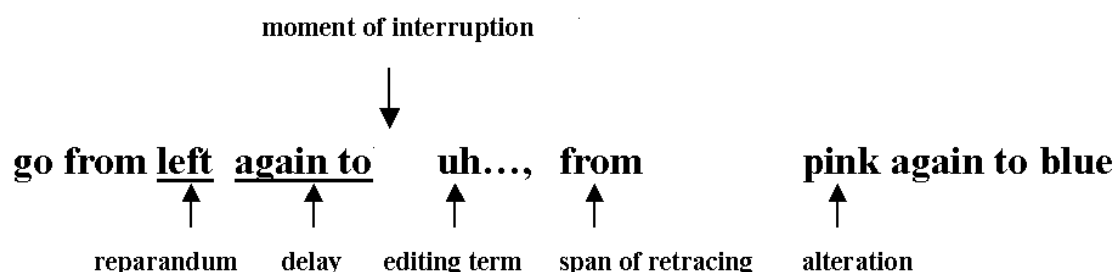 moment of interruption
go from left again to uh…, from pink again to blue
reparandum delay editing term span of retracing alteration